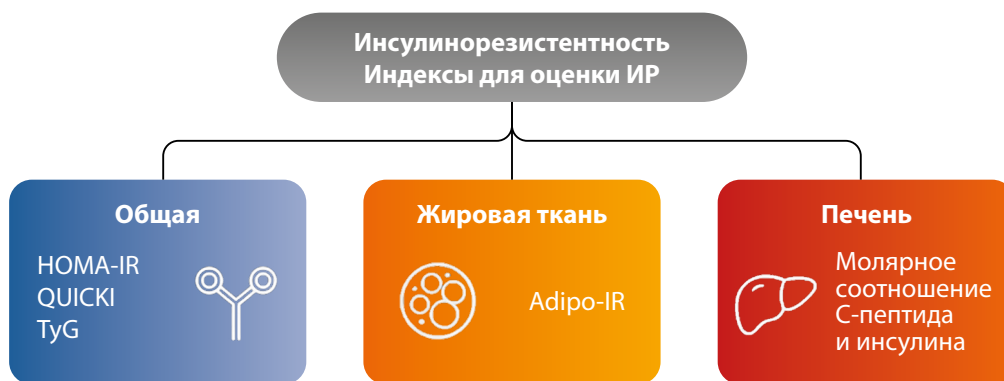 Инсулинорезистентность
Индексы для оценки ИР
Общая
HOMA-IR
QUICKI
TyG
Жировая ткань
Adipo-IR
Печень
Молярное
соотношение
С-пептида
и инсулина